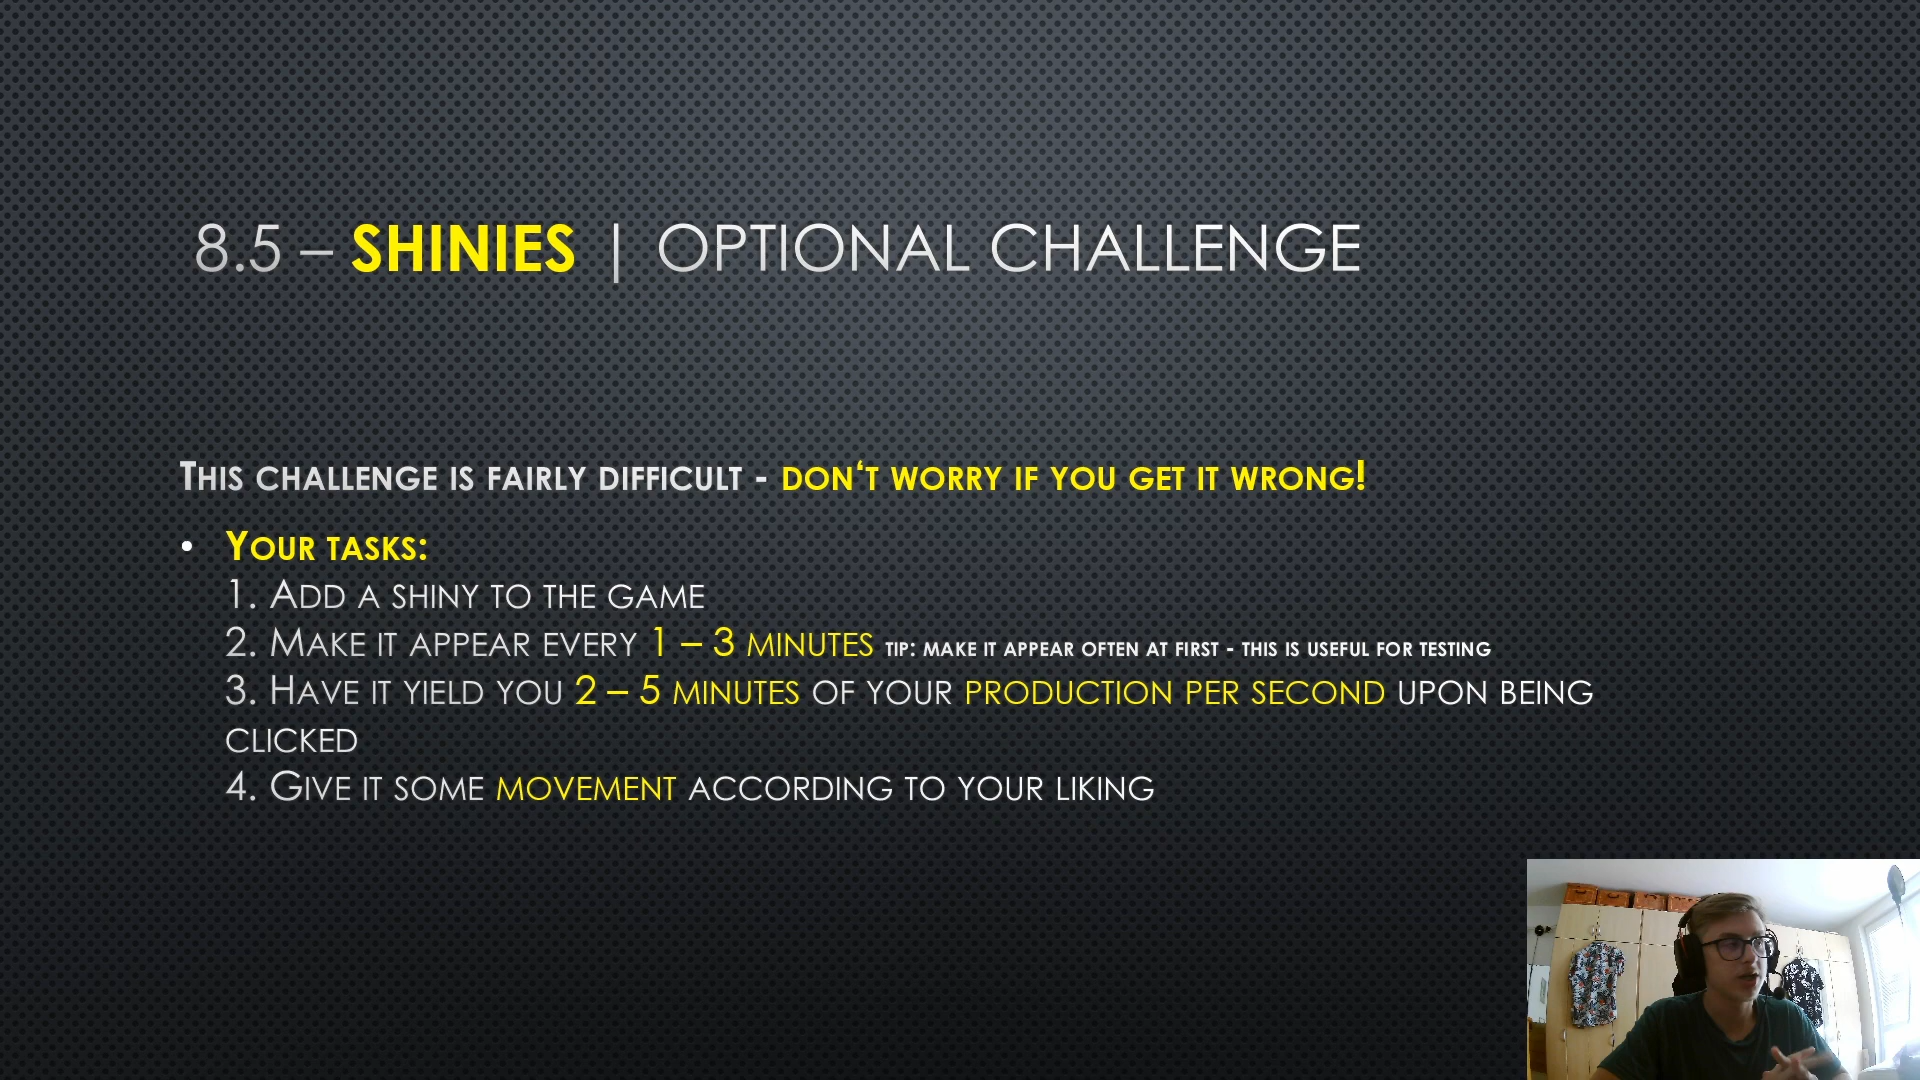 8.5 – SHINIES | OPTIONAL CHALLENGE
THIS CHALLENGE IS FAIRLY DIFFICULT - DON‘T WORRY IF YOU GET IT WRONG!
• YOUR TASKS:
1. ADD A SHINY TO THE GAME
2. MAKE IT APPEAR EVERY 1 – 3 MINUTES TIP: MAKE IT APPEAR OFTEN AT FIRST - THIS IS USEFUL FOR TESTING
3. HAVE IT YIELD YOU 2 – 5 MINUTES OF YOUR PRODUCTION PER SECOND UPON BEING
CLICKED
4. GIVE IT SOME MOVEMENT ACCORDING TO YOUR LIKING